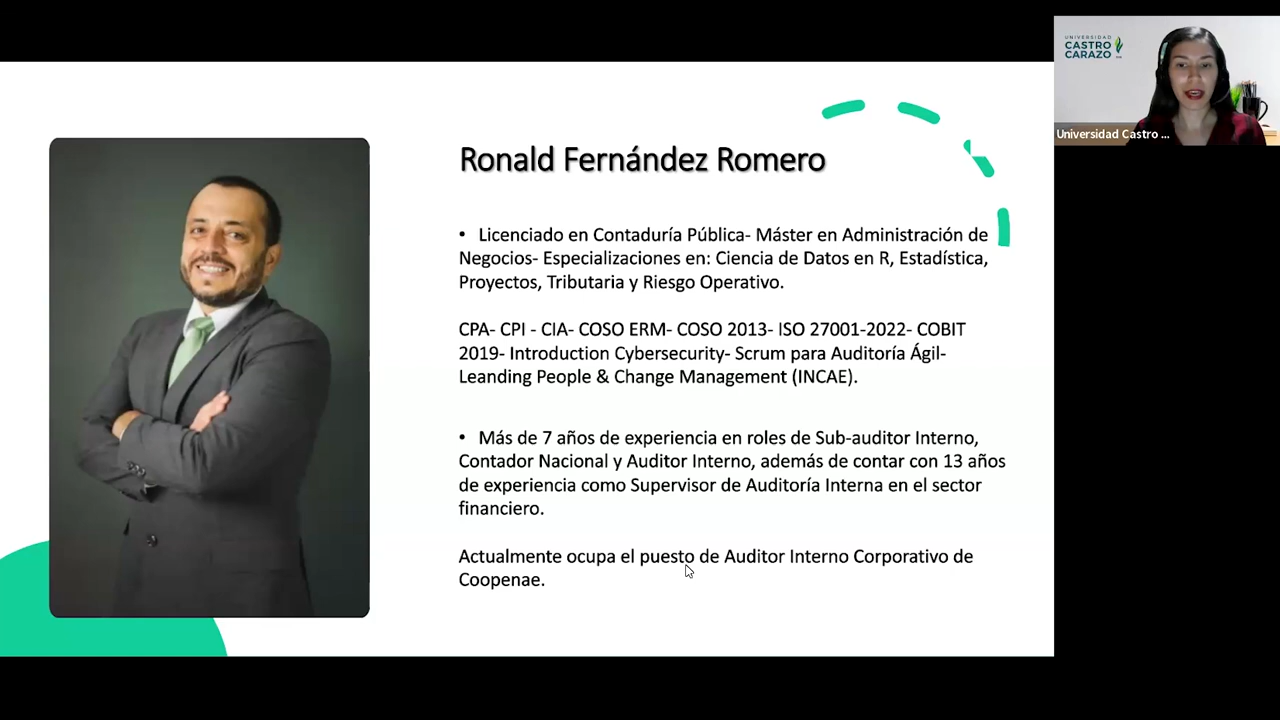 Ronald Fernández Romero
• Licenciado en Contaduría Pública- Máster en Administración de
Negocios- Especializaciones en: Ciencia de Datos en R, Estadística,
Proyectos, Tributaria y Riesgo Operativo.
CPA- CPI - CIA- COSO ERM- COSO 2013- ISO 27001-2022- COBIT
2019- Introduction Cybersecurity- Scrum para Auditoría Ágil-
Leanding People & Change Management (INCAE).
• Más de 7 años de experiencia en roles de Sub-auditor Interno,
Contador Nacional y Auditor Interno, además de contar con 13 años
de experiencia como Supervisor de Auditoría Interna en el sector
financiero.
Actualmente ocupa el puesto de Auditor Interno Corporativo de
Coopenae.
UNIVERSIDAD
CASTRO
CARAZO
Universidad Castro ...